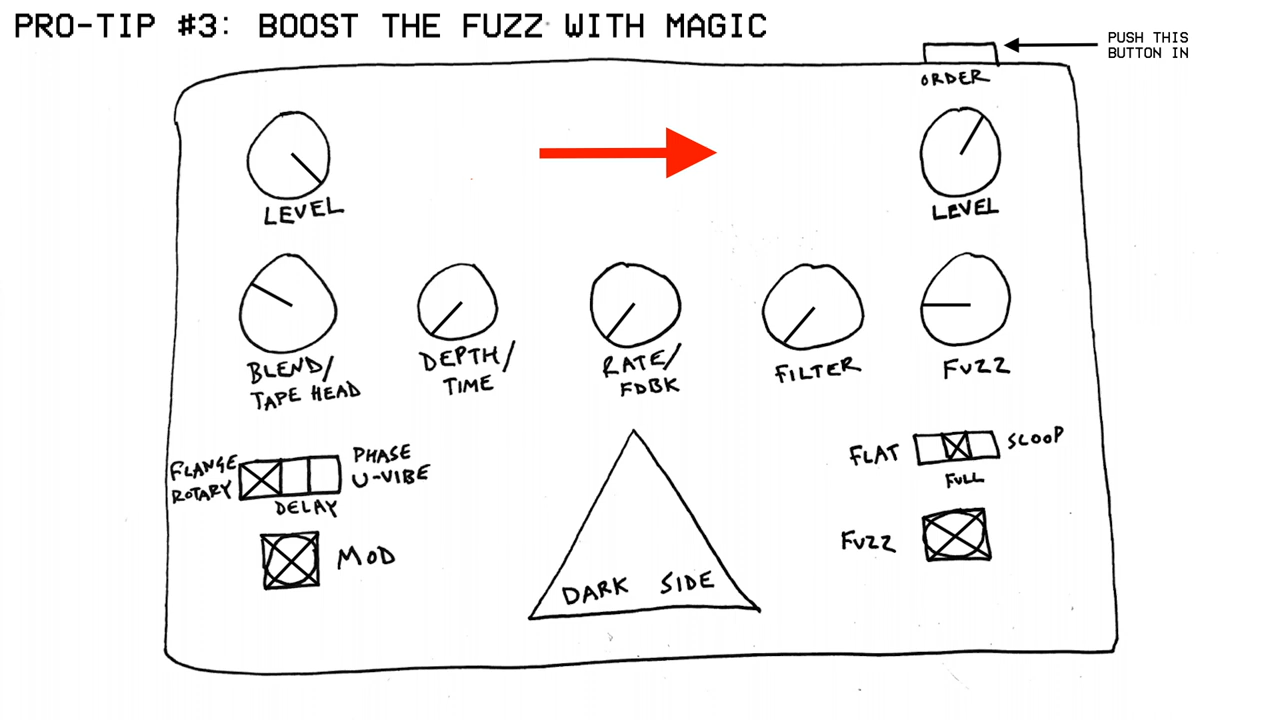 PRO-TIP #3: BOOST THE FUZZ WITH MAGIC
PUSH THIS
BUTTON IN
ORDER
LEVEL
LEVEL
BLEND/
TAPE HEAD
DEPTH/
TIME
RATE/
FDBK
FILTER
FUZZ
FLANGE
ROTARY
PHASE
U-VIBE
DELAY
FLAT
SCOOP
FULL
MOD
FUZZ
DARK SIDE